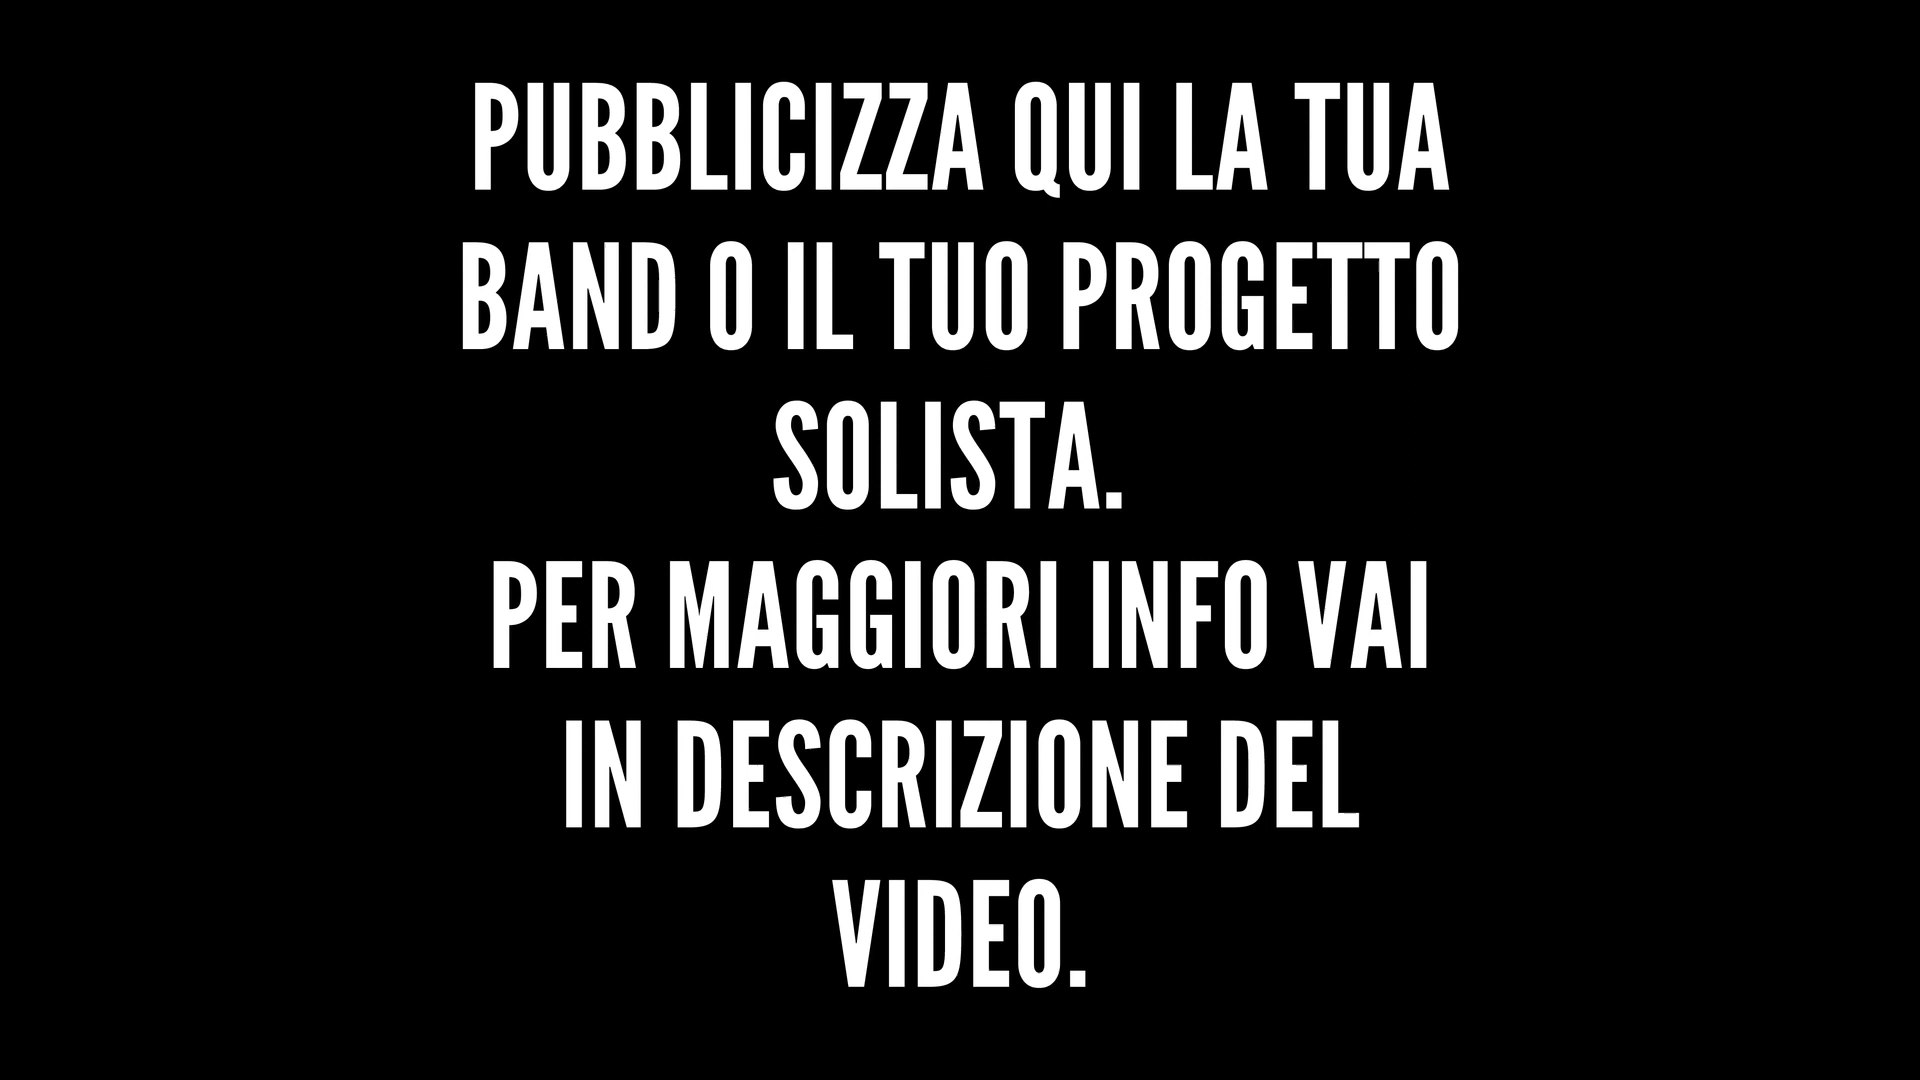 PUBBLICIZZA QUI LA TUA
BAND O IL TUO PROGETTO
SOLISTA.
PER MAGGIORI INFO VAI
IN DESCRIZIONE DEL
VIDEO.